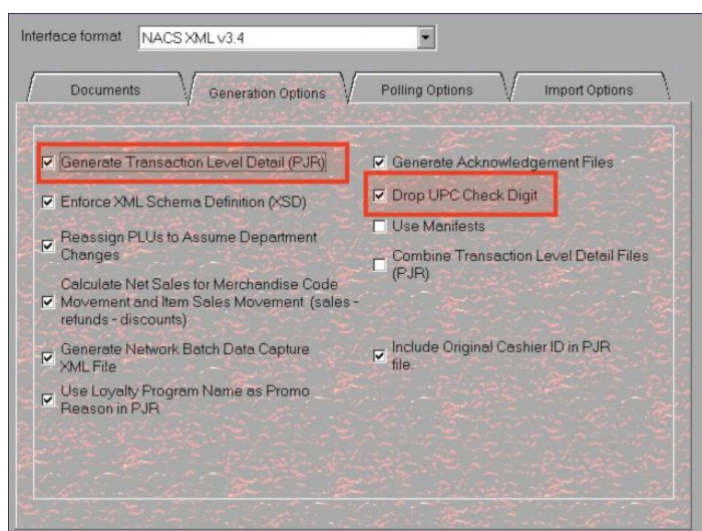 Interface format NACS XML v3.4
Documents Generation Options Polling Options Import Options
Generate Transaction Level Detail (PJR)
Enforce XML Schema Definition (XSD)
Reassign PLUs to Assume Department
Changes
Calculate Net Sales for Merchandise Code
Movement and Item Sales Movement (sales -
refunds - discounts)
Generate Network Batch Data Capture
XML File
Use Loyalty Program Name as Promo
Reason in PJR
Generate Acknowledgement Files
Drop UPC Check Digit
Use Manifests
Combine Transaction Level Detail Files
(PJR)
Include Original Cashier ID in PJR
file.